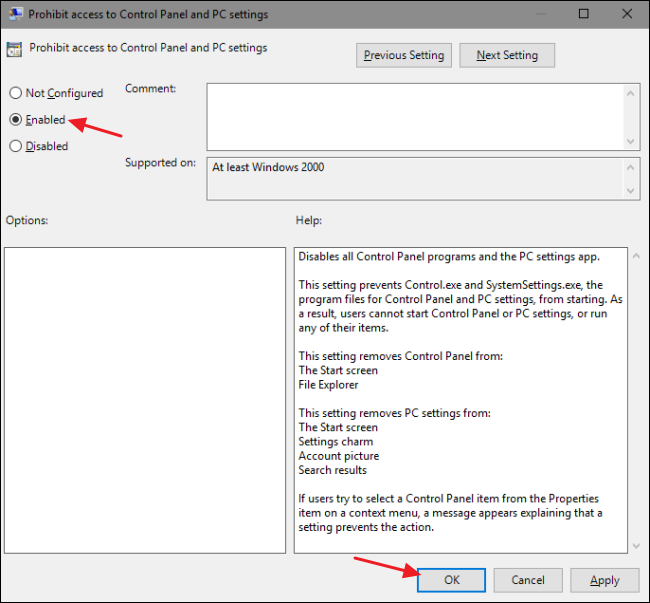 Prohibit access to Control Panel and PC settings
Prohibit access to Control Panel and PC settings
Previous Setting
Next Setting
Not Configured
Comment:
Enabled
Disabled
Supported on:
At least Windows 2000
Options:
Help:
Disables all Control Panel programs and the PC settings app.
This setting prevents Control.exe and SystemSettings.exe, the
program files for Control Panel and PC settings, from starting. As
a result, users cannot start Control Panel or PC settings, or run
any of their items.
This setting removes Control Panel from:
The Start screen
File Explorer
This setting removes PC settings from:
The Start screen
Settings charm
Account picture
Search results
If users try to select a Control Panel item from the Properties
item on a context menu, a message appears explaining that a
setting prevents the action.
OK
Cancel
Apply